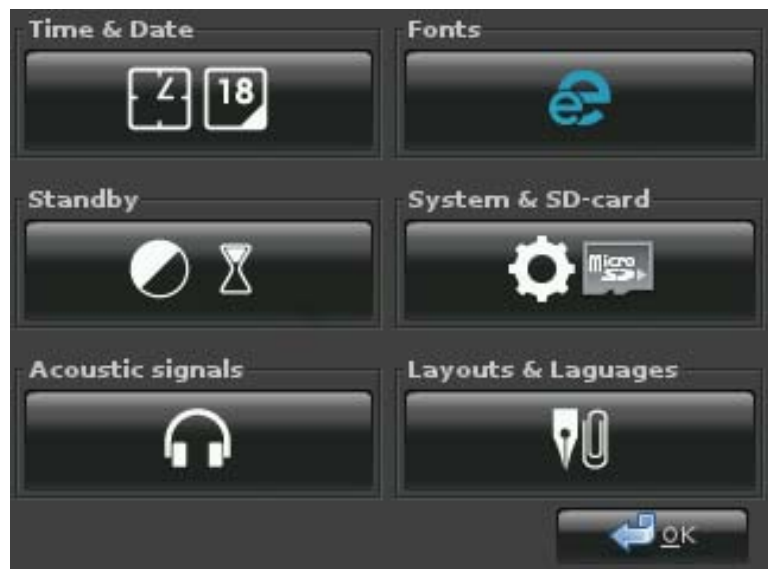 Time & Date
Fonts
18
e e
Standby
System & SD-card
Micro
SD
Acoustic signals
Layouts & Laguages
OK